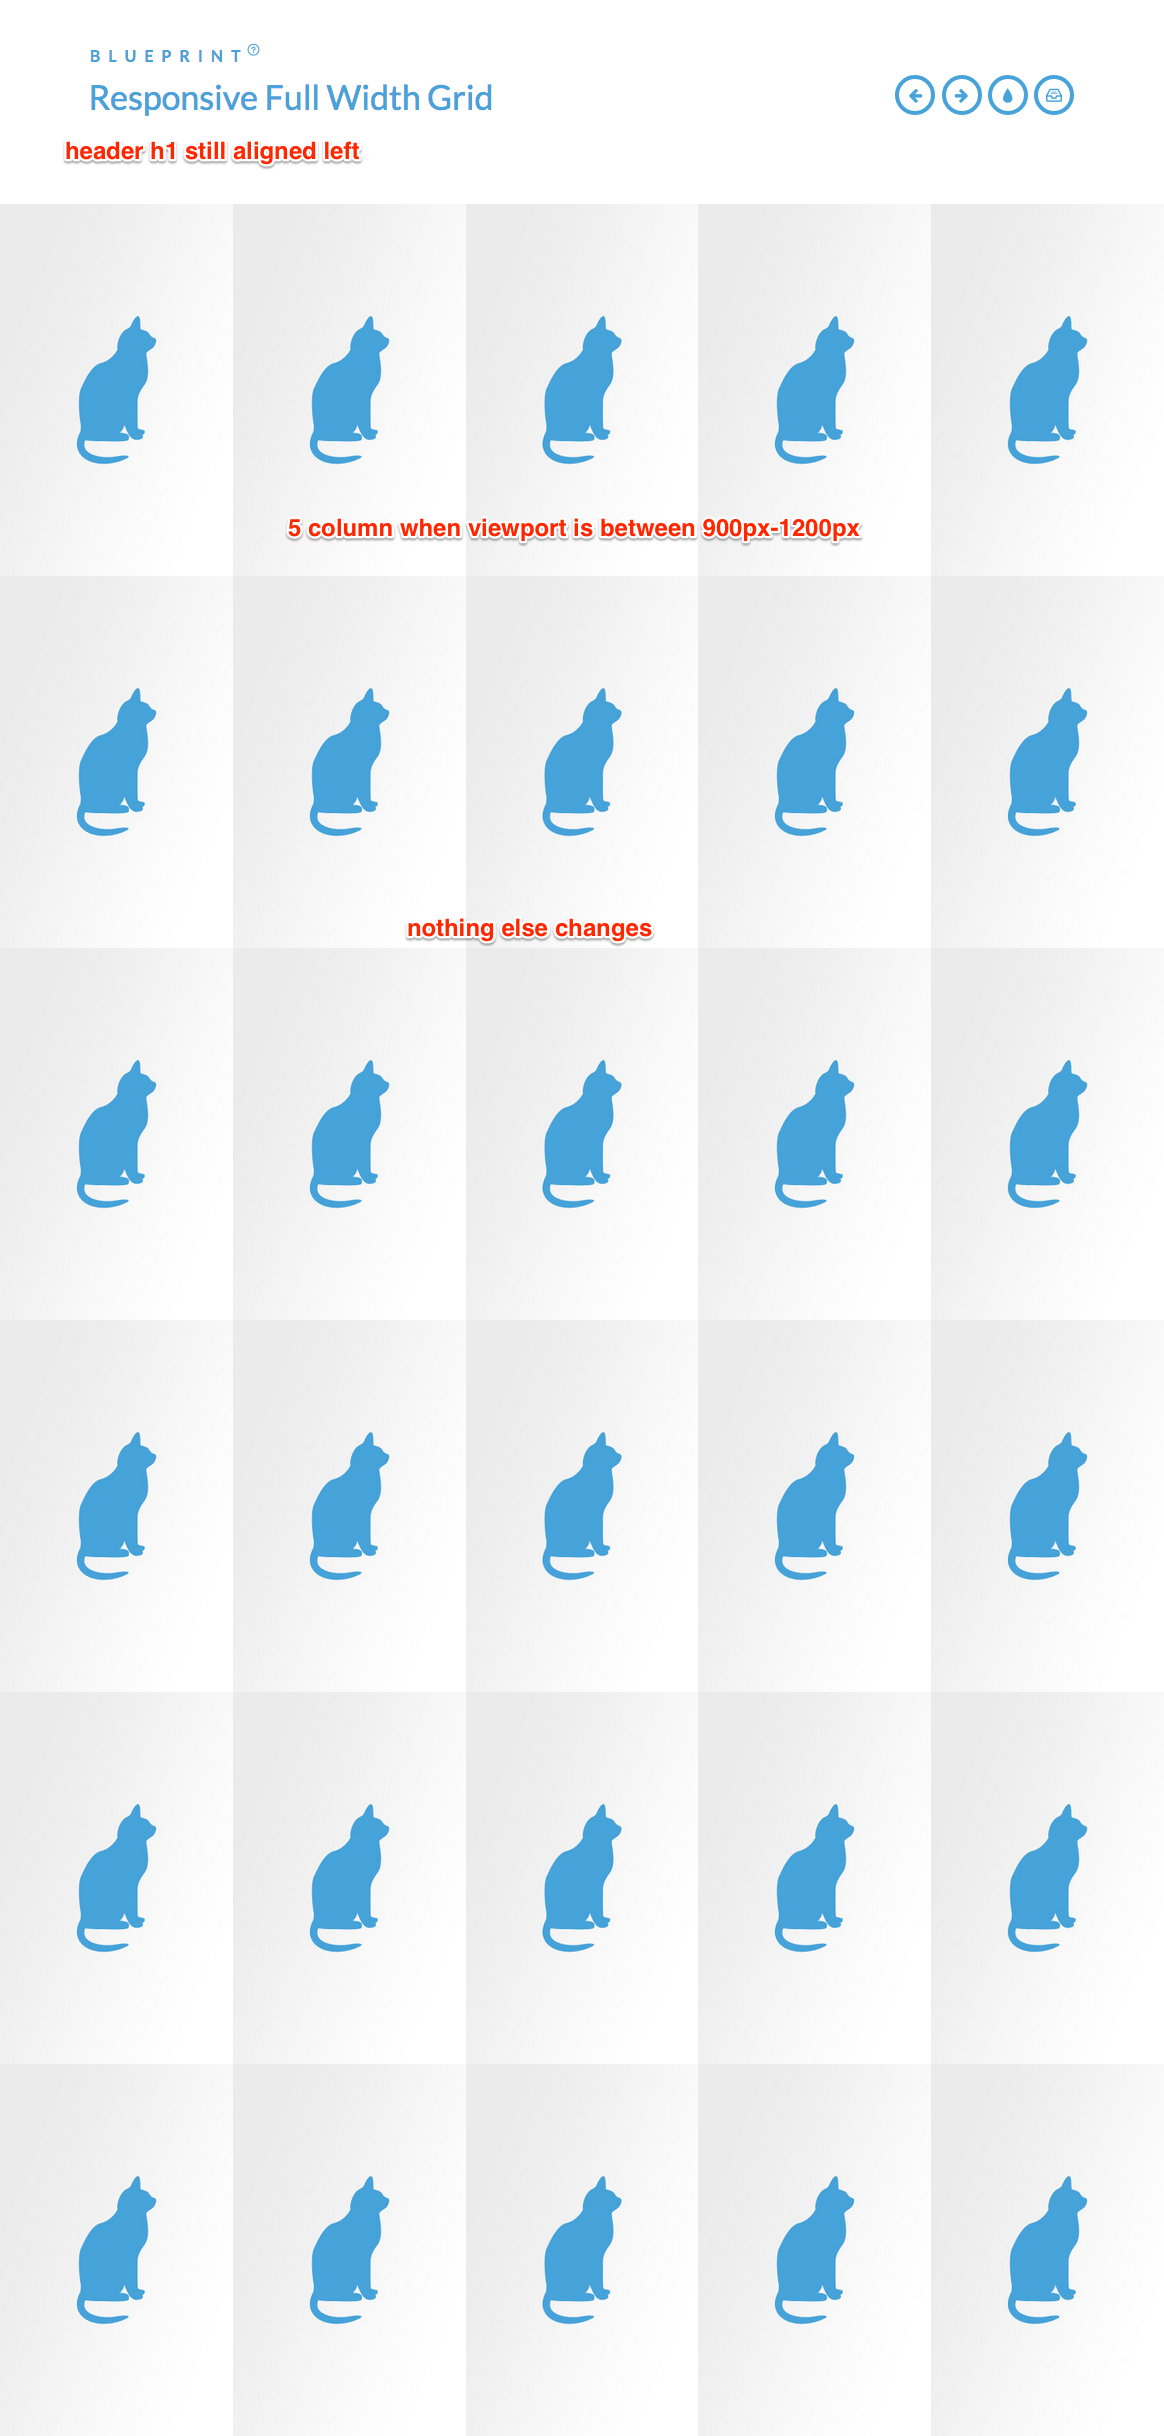 BLUEPRINT ?
Responsive Full Width Grid
header h1 still aligned left
5 column when viewport is between 900px-1200px
nothing else changes